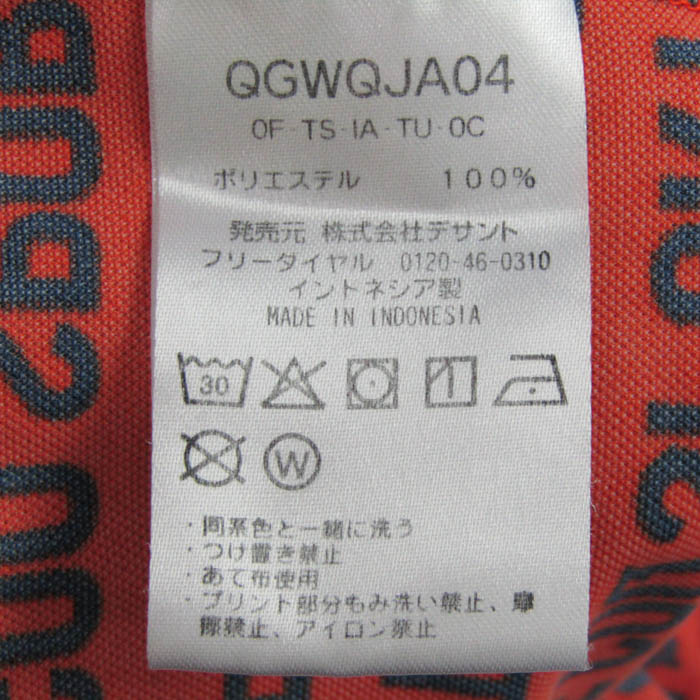 QGWQJA04
OF-TS-IA-TU-OC
ポリエステル 100%
発売元 株式会社デサント
フリーダイヤル 0120-46-0310
インドネシア製
MADE IN INDONESIA
30
W
・同系色と一緒に洗う
・つけ置き禁止
・あて布使用
・プリント部分もみ洗い禁止、摩
擦禁止、アイロン禁止